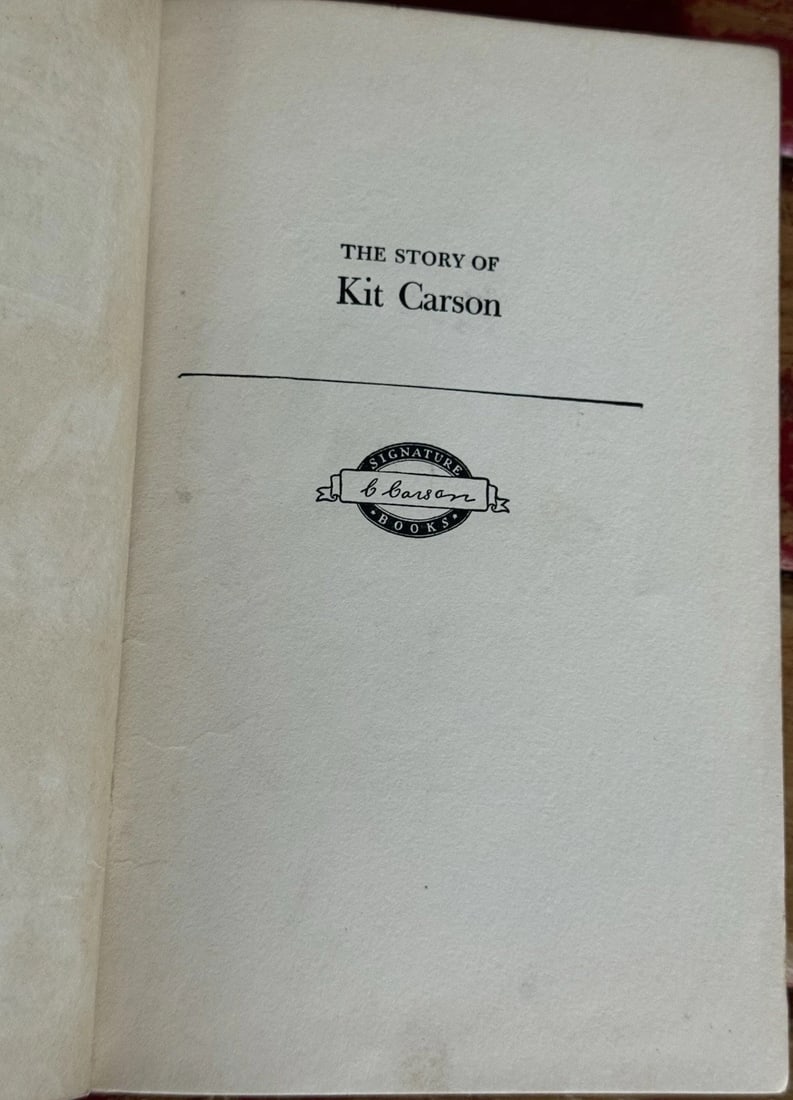 THE STORY OF
Kit Carson
SIGNATURE
C Carson
BOOKS